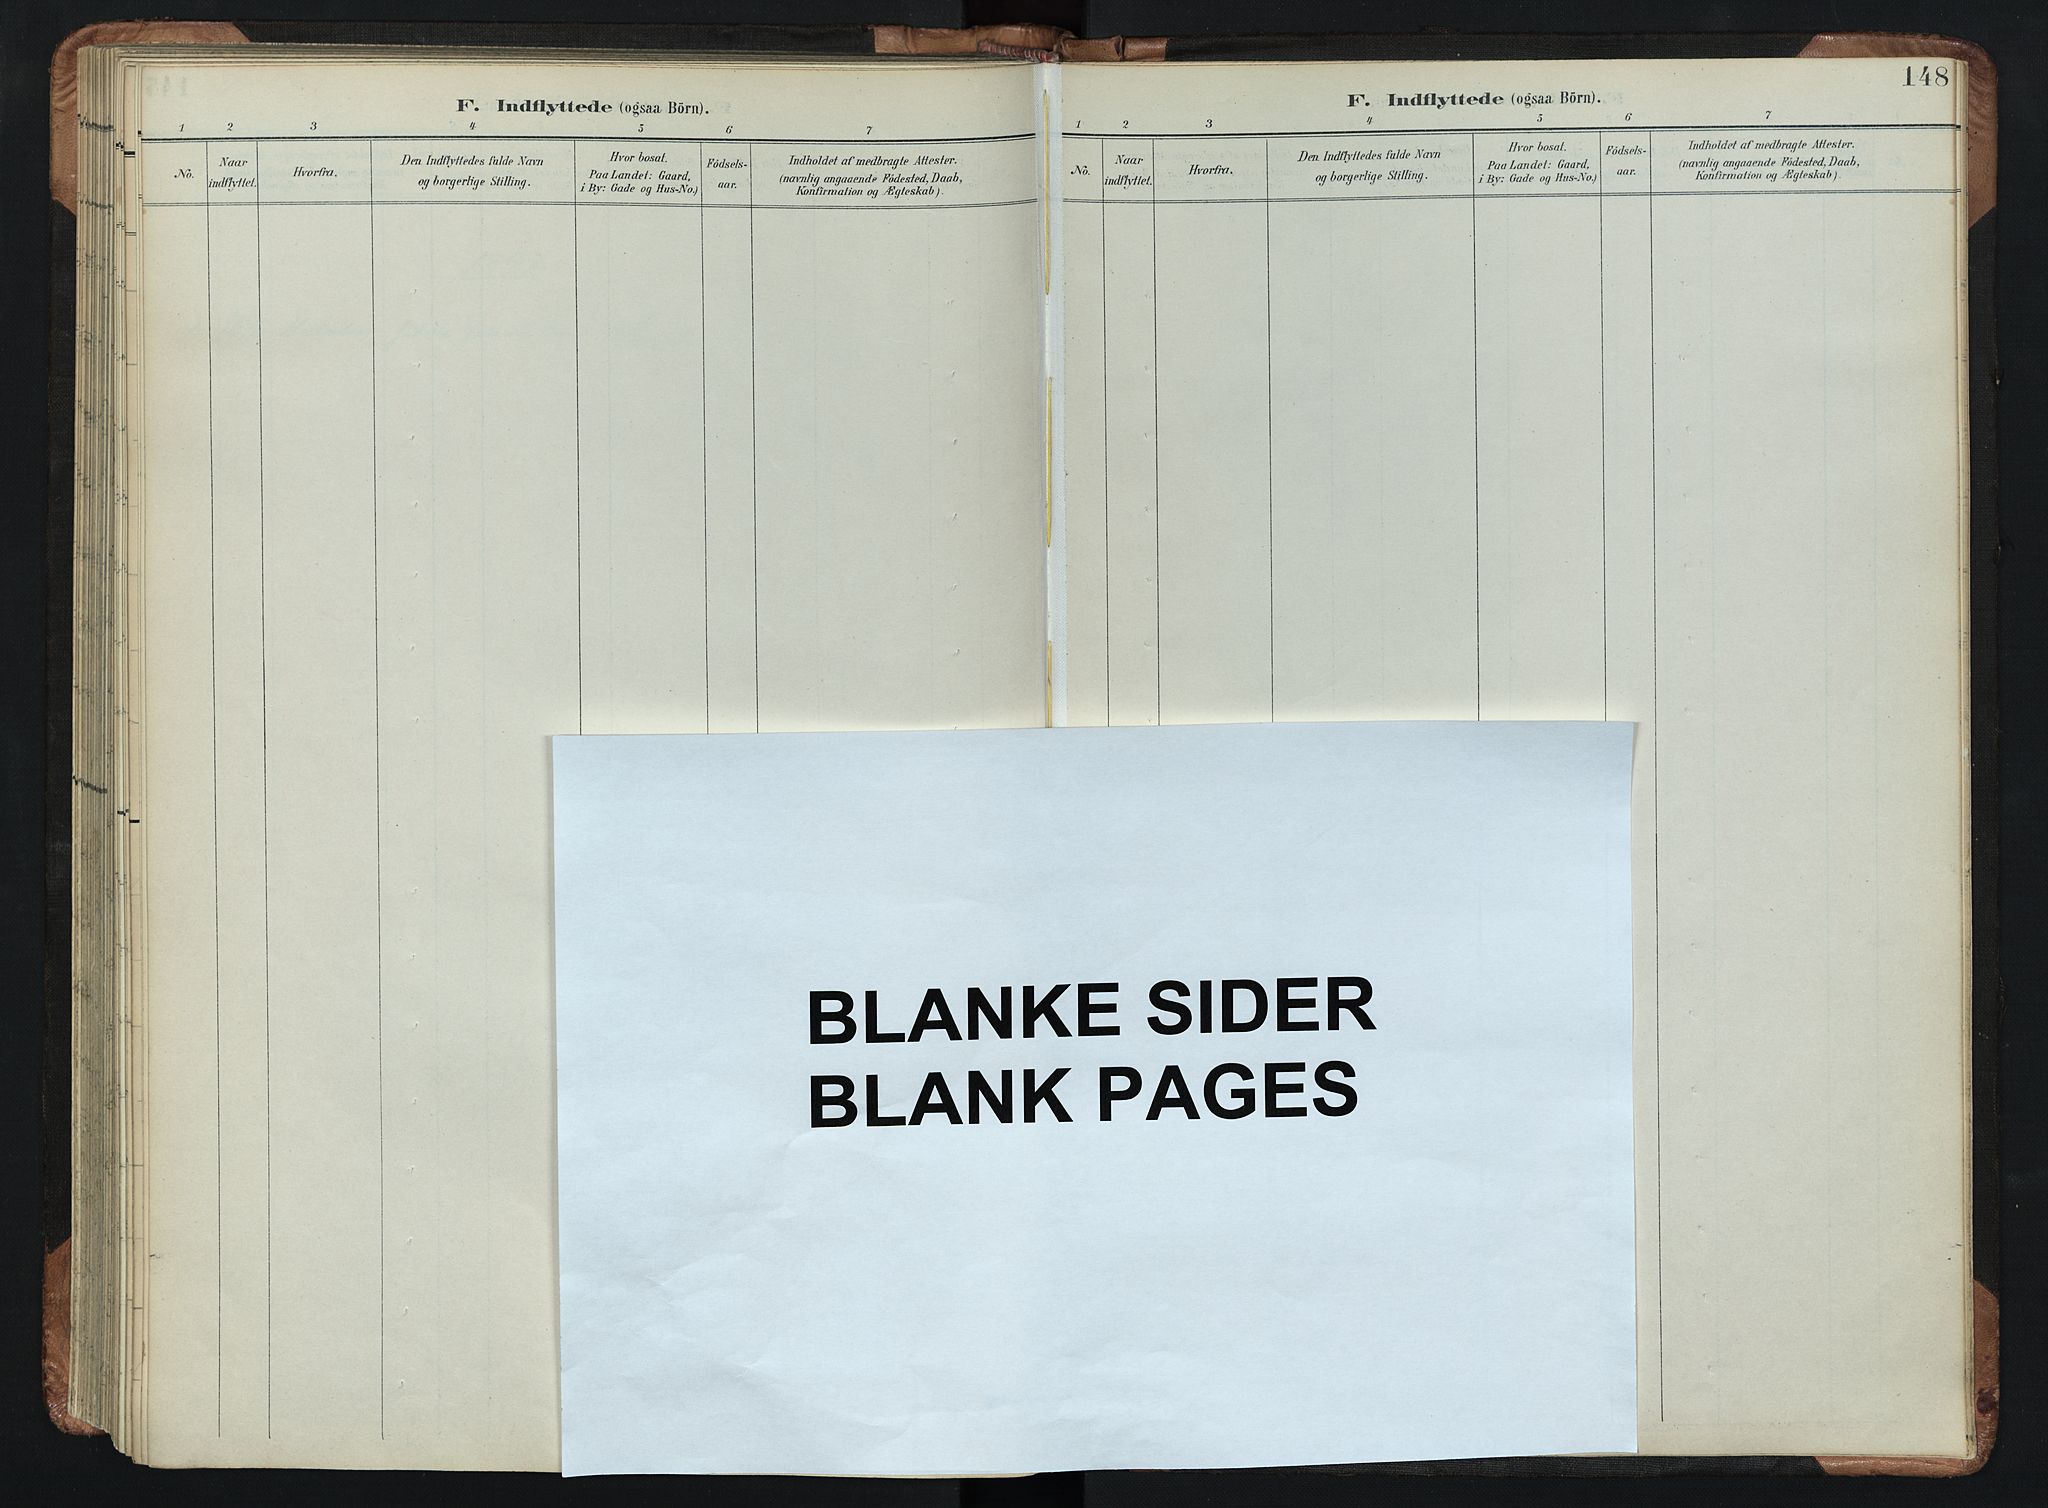 F. Indflyttede (ogsaa Börn).
1 2 3 4 5 6 7
No.
Naar
indflyttet.
Hvorfra.
Den Indflyttedes fulde Navn
og borgerlige Stilling.
Hvor bosat.
Paa Landet: Gaard,
i By: Gade og Hus-No.)
Födsels-
aar.
Indholdet af medbragte Attester.
(navnlig angaaende Födested, Daab,
Konfirmation og Ægteskab).
148
F. Indflyttede (ogsaa Börn).
1 2 3 4 5 6 7
No.
Naar
indflyttet.
Hvorfra.
Den Indflyttedes fulde Navn
og borgerlige Stilling.
Hvor bosat.
Paa Landet: Gaard,
i By: Gade og Hus-No.)
Födsels-
aar.
Indholdet af medbragte Attester.
(navnlig angaaende Födested, Daab,
Konfirmation og Ægteskab).
BLANKE SIDER
BLANK PAGES